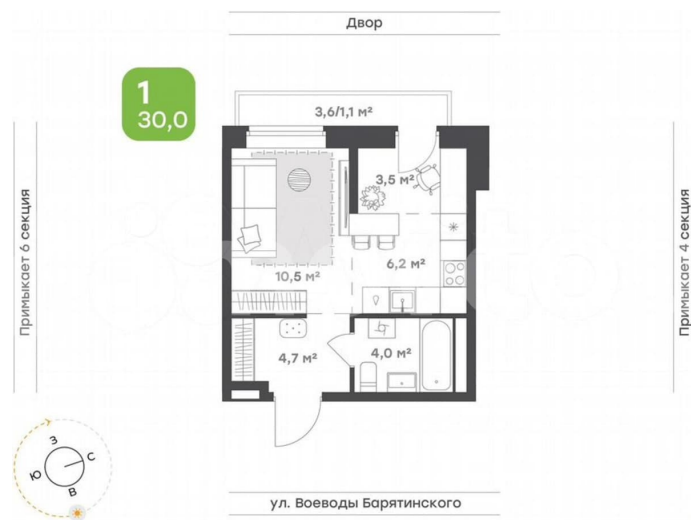 Двор
1
30,0
3,6/1,1 м²
3,5 м²
6,2 м²
10,5 м²
4,7 м²
4,0 м²
Примыкает 6 секция
Примыкает 4 секция
З
С
Ю
В
ул. Воеводы Барятинского